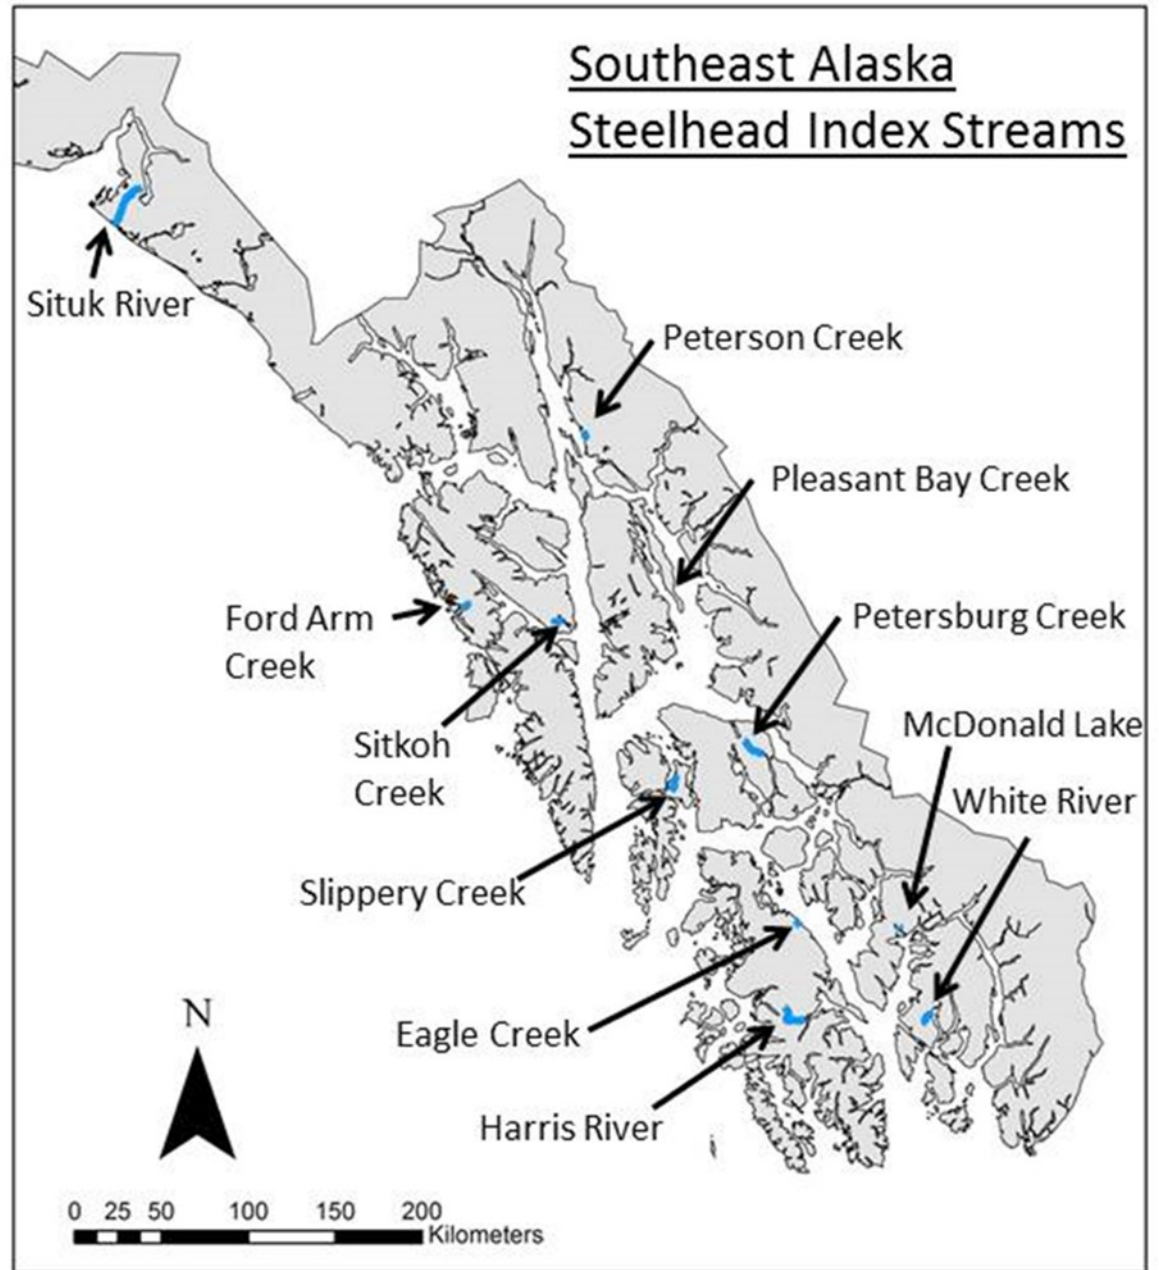 Southeast Alaska
Steelhead Index Streams
Situk River
Peterson Creek
Pleasant Bay Creek
Ford Arm
Creek
Petersburg Creek
Sitkoh
Creek
McDonald Lake
White River
Slippery Creek
Eagle Creek
Harris River
N
0 25 50 100 150 200
Kilometers